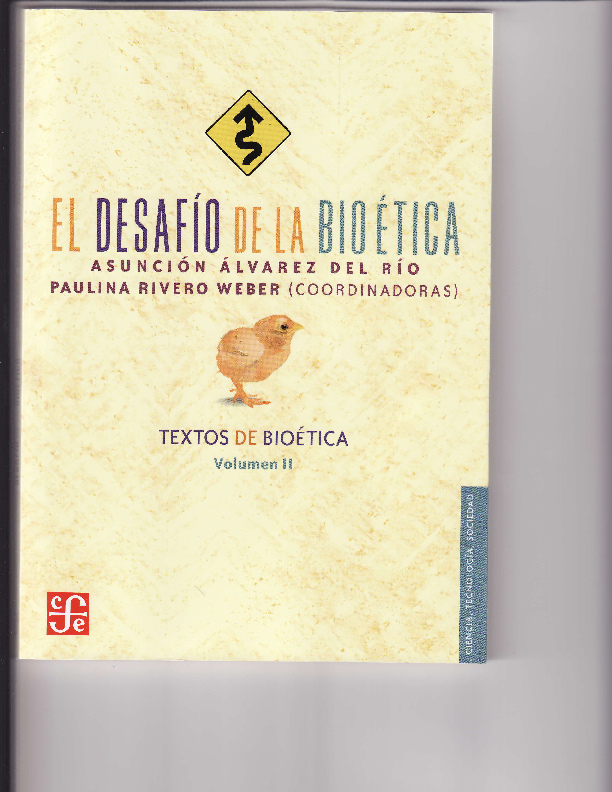 EL DESAFÍO DE LA BIOÉTICA
ASUNCIÓN ÁLVAREZ DEL RÍO
PAULINA RIVERO WEBER (COORDINADORAS)
TEXTOS DE BIOÉTICA
Volumen II
CIENCIA, TECNOLOGÍA, SOCIEDAD
cfe